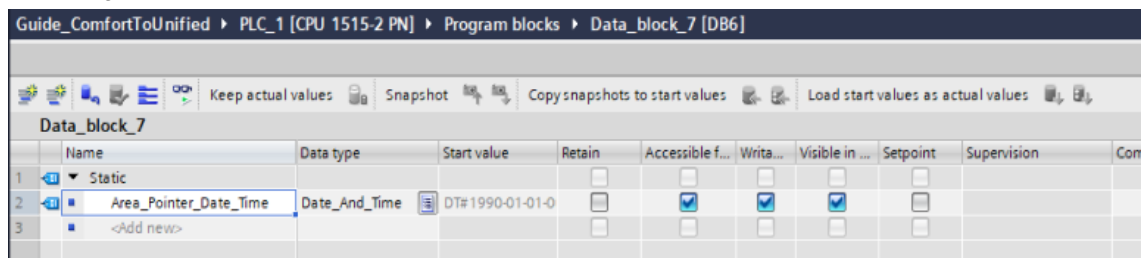 Guide_ComfortToUnified ▸ PLC_1 [CPU 1515-2 PN] ▸ Program blocks ▸ Data_block_7 [DB6]
Keep actual values Snapshot Copy snapshots to start values Load start values as actual values
Data_block_7
Name Data type Start value Retain Accessible f... Writa... Visible in ... Setpoint Supervision Com
1 Static
2 Area_Pointer_Date_Time Date_And_Time DT#1990-01-01-0
3 <Add new>